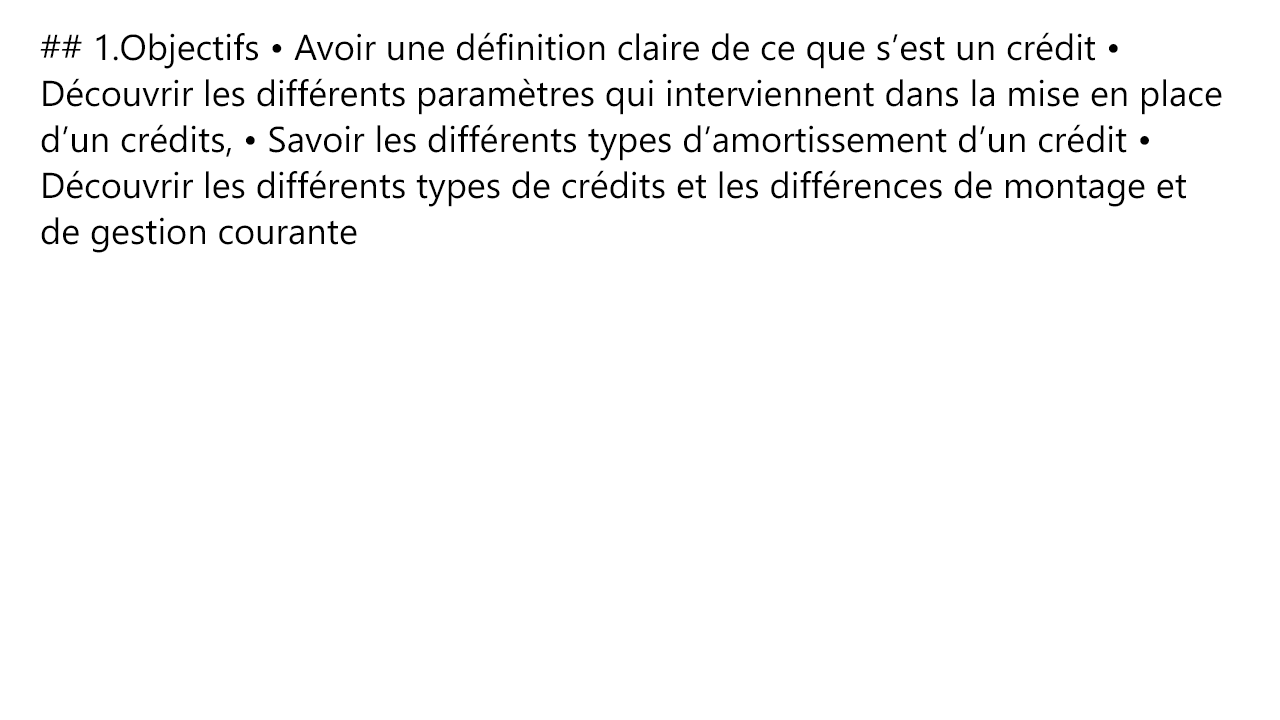 ## 1.Objectifs • Avoir une définition claire de ce que s’est un crédit •
Découvrir les différents paramètres qui interviennent dans la mise en place
d’un crédits, • Savoir les différents types d’amortissement d’un crédit •
Découvrir les différents types de crédits et les différences de montage et
de gestion courante